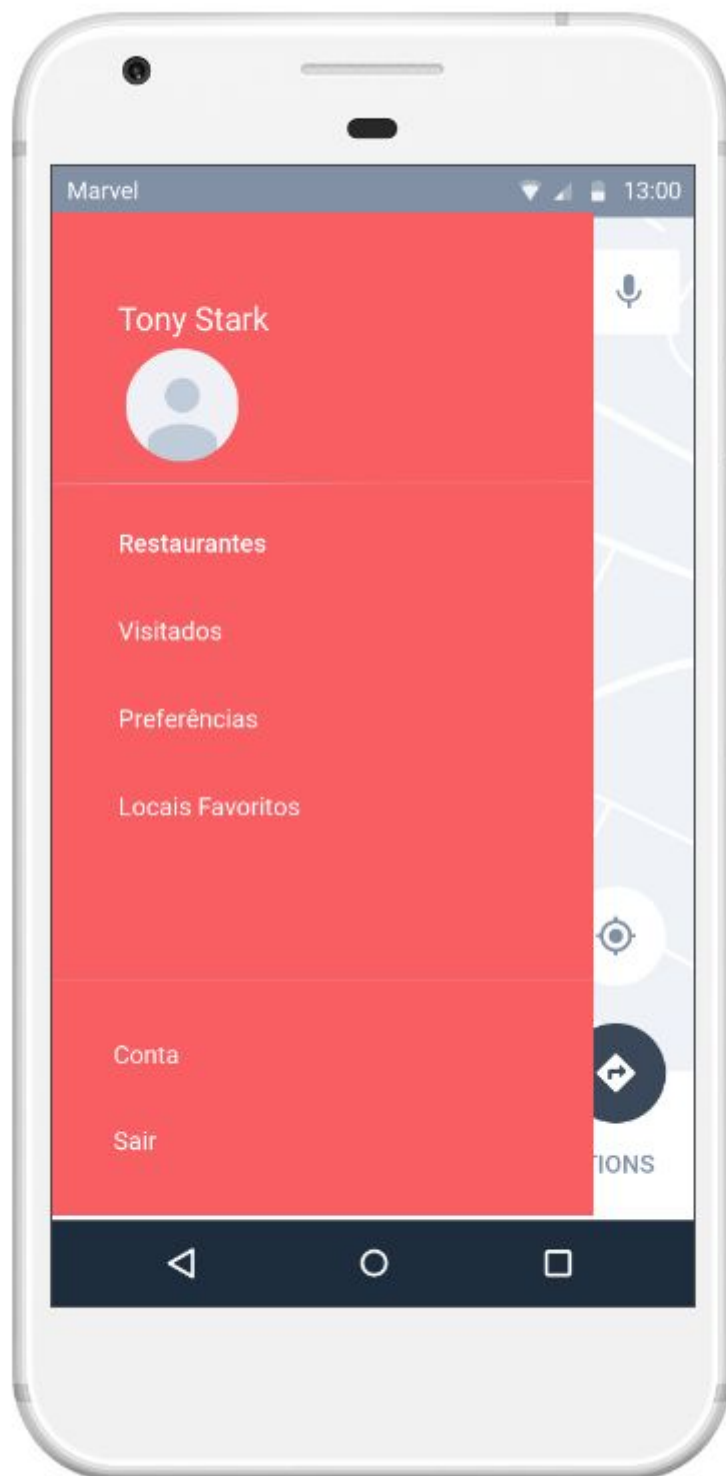 Marvel 13:00
Tony Stark
Restaurantes
Visitados
Preferências
Locais Favoritos
Conta
Sair
TIONS